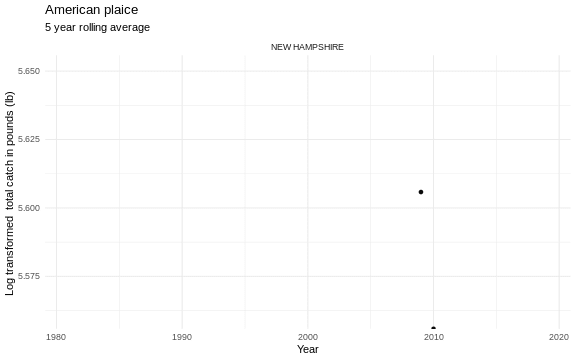 American plaice
5 year rolling average
NEW HAMPSHIRE
Log transformed  total catch in pounds (lb)
5.650
5.625
5.600
5.575
1980
1990
2000
2010
2020
Year